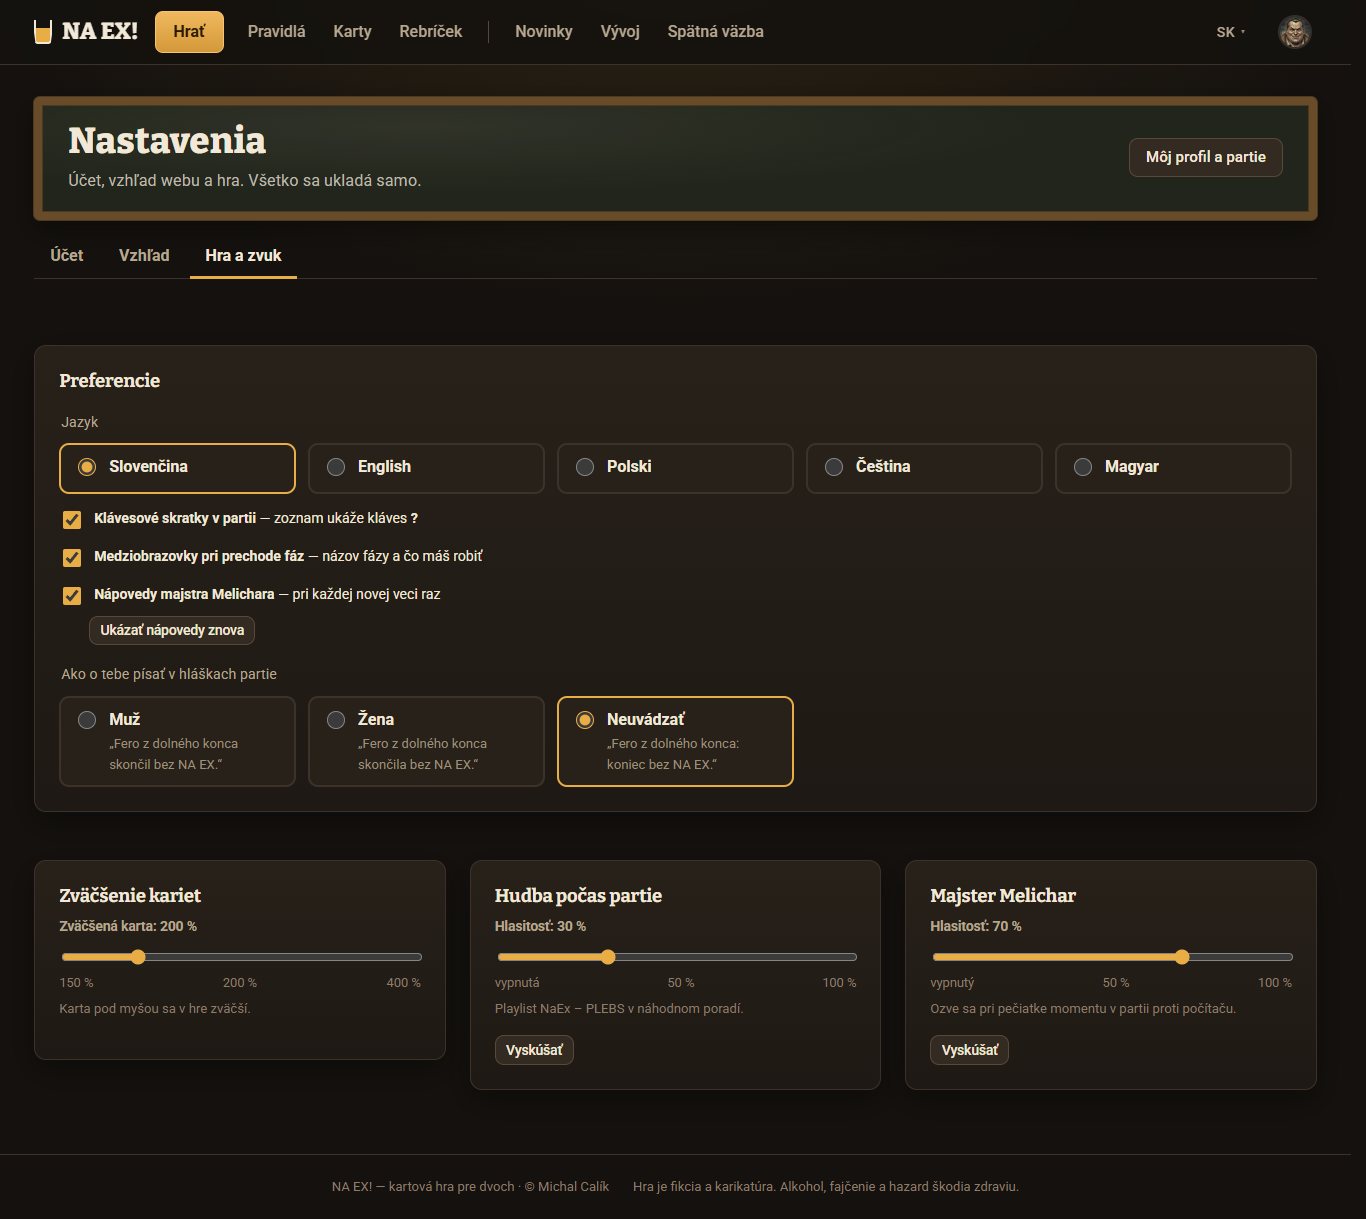 NA EX!
Hrať
Pravidlá
Karty
Rebríček
Novinky
Vývoj
Spätná väzba
SK
Nastavenia
Účet, vzhľad webu a hra. Všetko sa ukladá samo.
Môj profil a partie
Účet
Vzhľad
Hra a zvuk
Preferencie
Jazyk
Slovenčina
English
Polski
Čeština
Magyar
Klávesové skratky v partii — zoznam ukáže kláves ?
Medziobrazovky pri prechode fáz — názov fázy a čo máš robiť
Nápovedy majstra Melichara — pri každej novej veci raz
Ukázať nápovedy znova
Ako o tebe písať v hláškach partie
Muž
„Fero z dolného konca
skončil bez NA EX.“
Žena
„Fero z dolného konca
skončila bez NA EX.“
Neuvádzať
„Fero z dolného konca:
koniec bez NA EX.“
Zväčšenie kariet
Zväčšená karta: 200 %
150 %
200 %
400 %
Karta pod myšou sa v hre zväčší.
Hudba počas partie
Hlasitosť: 30 %
vypnutá
50 %
100 %
Playlist NaEx – PLEBS v náhodnom poradí.
Vyskúšať
Majster Melichar
Hlasitosť: 70 %
vypnutý
50 %
100 %
Ozve sa pri pečiatke momentu v partii proti počítaču.
Vyskúšať
NA EX! — kartová hra pre dvoch · © Michal Calík
Hra je fikcia a karikatúra. Alkohol, fajčenie a hazard škodia zdraviu.